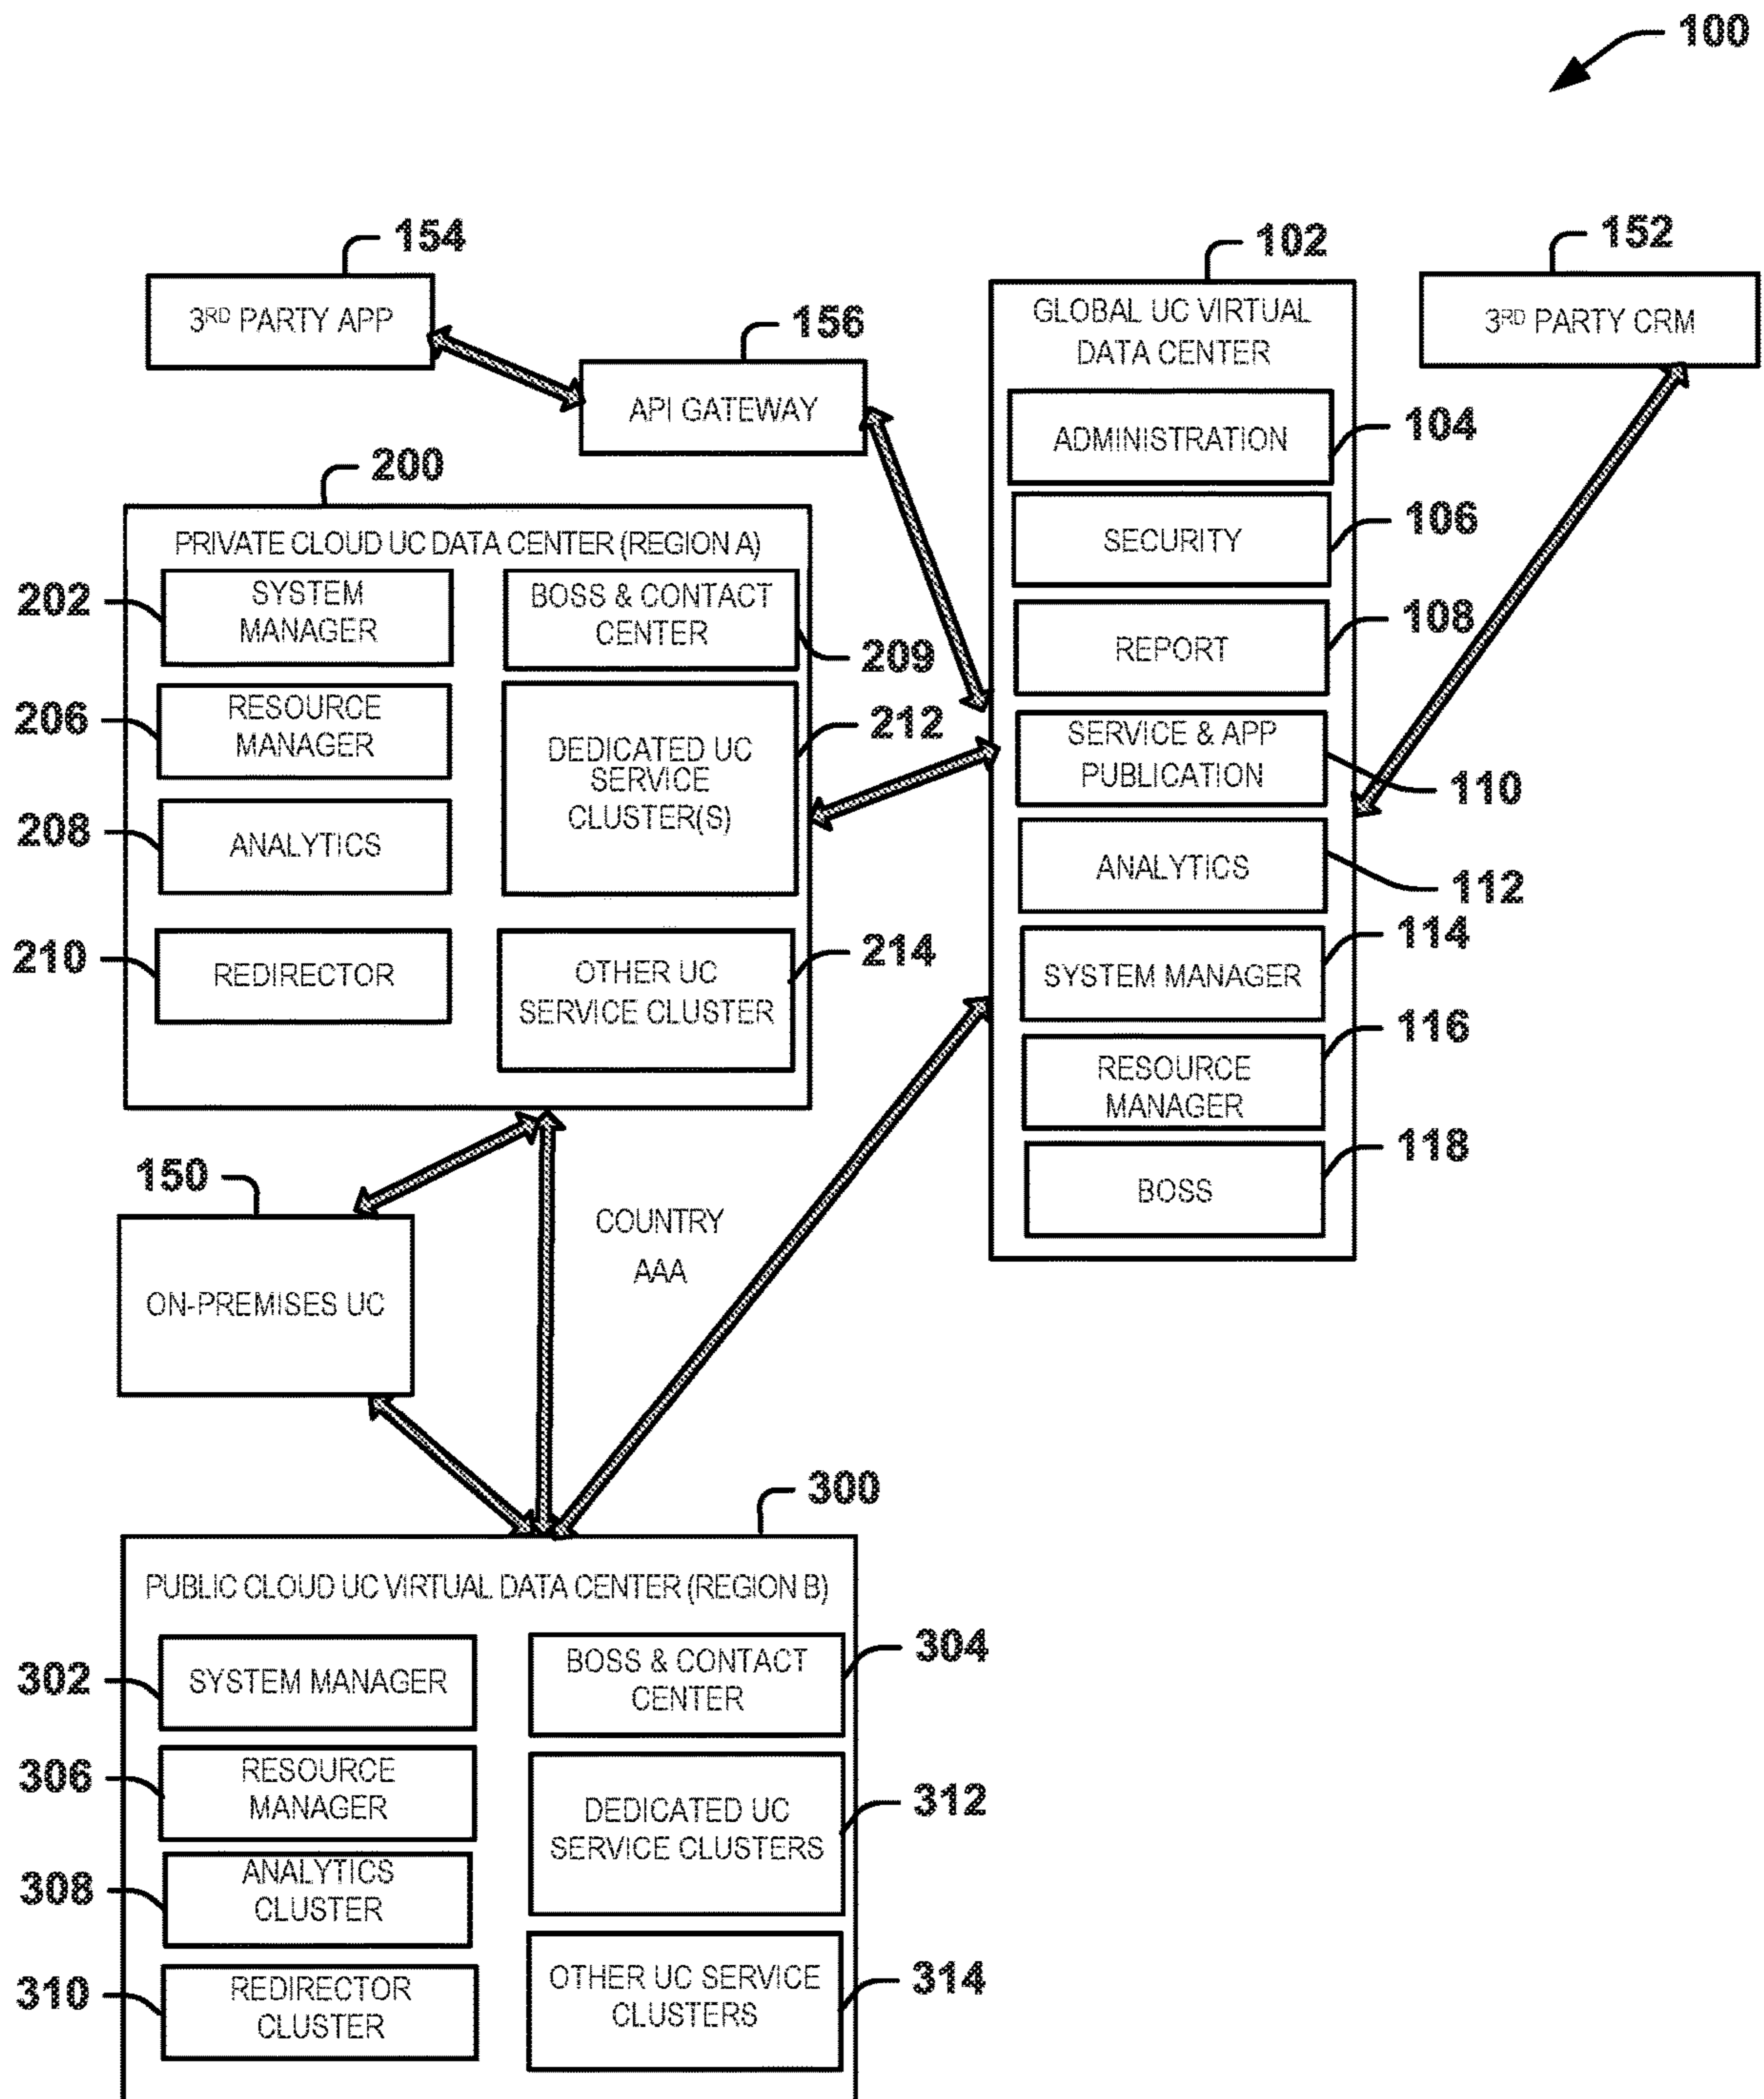 100
154
3RD PARTY APP
156
API GATEWAY
102
GLOBAL UC VIRTUAL
DATA CENTER
152
3RD PARTY CRM
ADMINISTRATION
104
SECURITY
106
REPORT
108
SERVICE & APP
PUBLICATION
110
ANALYTICS
112
SYSTEM MANAGER
114
RESOURCE
MANAGER
116
BOSS
118
200
PRIVATE CLOUD UC DATA CENTER (REGION A)
202
SYSTEM
MANAGER
BOSS & CONTACT
CENTER
209
206
RESOURCE
MANAGER
DEDICATED UC
SERVICE
CLUSTER(S)
212
208
ANALYTICS
210
REDIRECTOR
OTHER UC
SERVICE CLUSTER
214
150
ON-PREMISES UC
COUNTRY
AAA
300
PUBLIC CLOUD UC VIRTUAL DATA CENTER (REGION B)
302
SYSTEM MANAGER
BOSS & CONTACT
CENTER
304
306
RESOURCE
MANAGER
DEDICATED UC
SERVICE CLUSTERS
312
308
ANALYTICS
CLUSTER
310
REDIRECTOR
CLUSTER
OTHER UC SERVICE
CLUSTERS
314